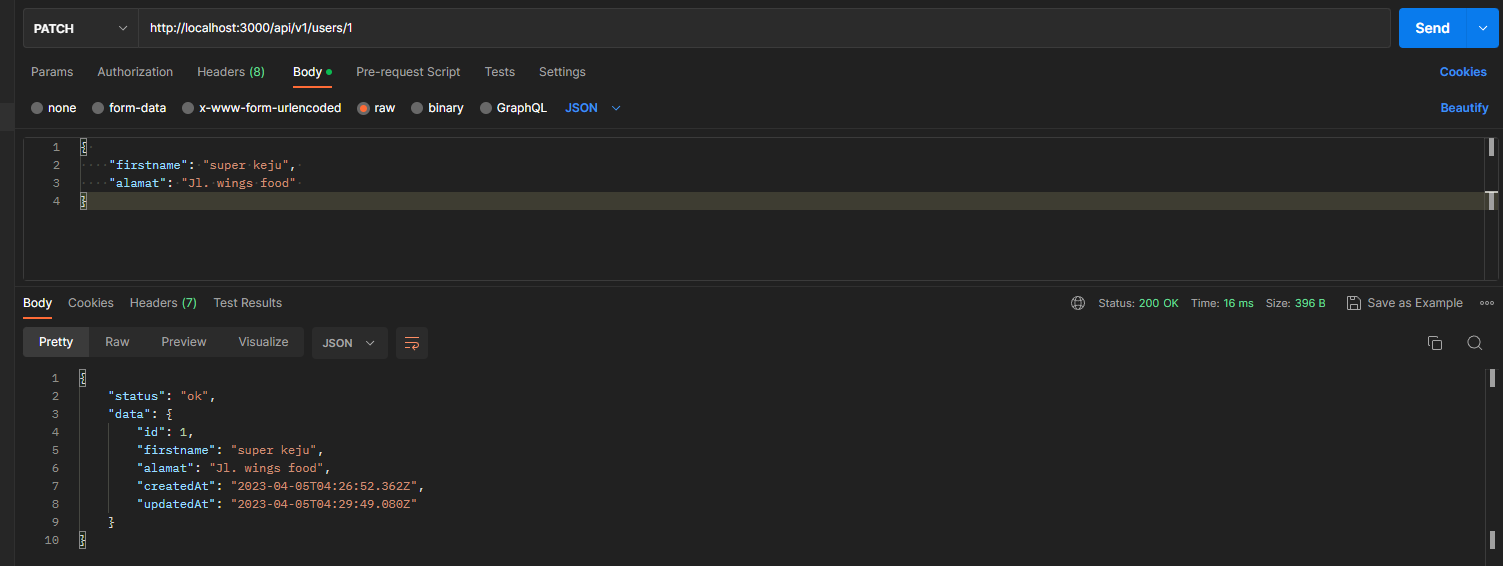 PATCH http://localhost:3000/api/v1/users/1 Send
Params Authorization Headers (8) Body Pre-request Script Tests Settings Cookies
none form-data x-www-form-urlencoded raw binary GraphQL JSON Beautify
1 {
2 "firstname": "super keju",
3 "alamat": "Jl. wings food"
4 }
Body Cookies Headers (7) Test Results Status: 200 OK Time: 16 ms Size: 396 B Save as Example
Pretty Raw Preview Visualize JSON
1 {
2 "status": "ok",
3 "data": {
4 "id": 1,
5 "firstname": "super keju",
6 "alamat": "Jl. wings food",
7 "createdAt": "2023-04-05T04:26:52.362Z",
8 "updatedAt": "2023-04-05T04:29:49.080Z"
9 }
10 }